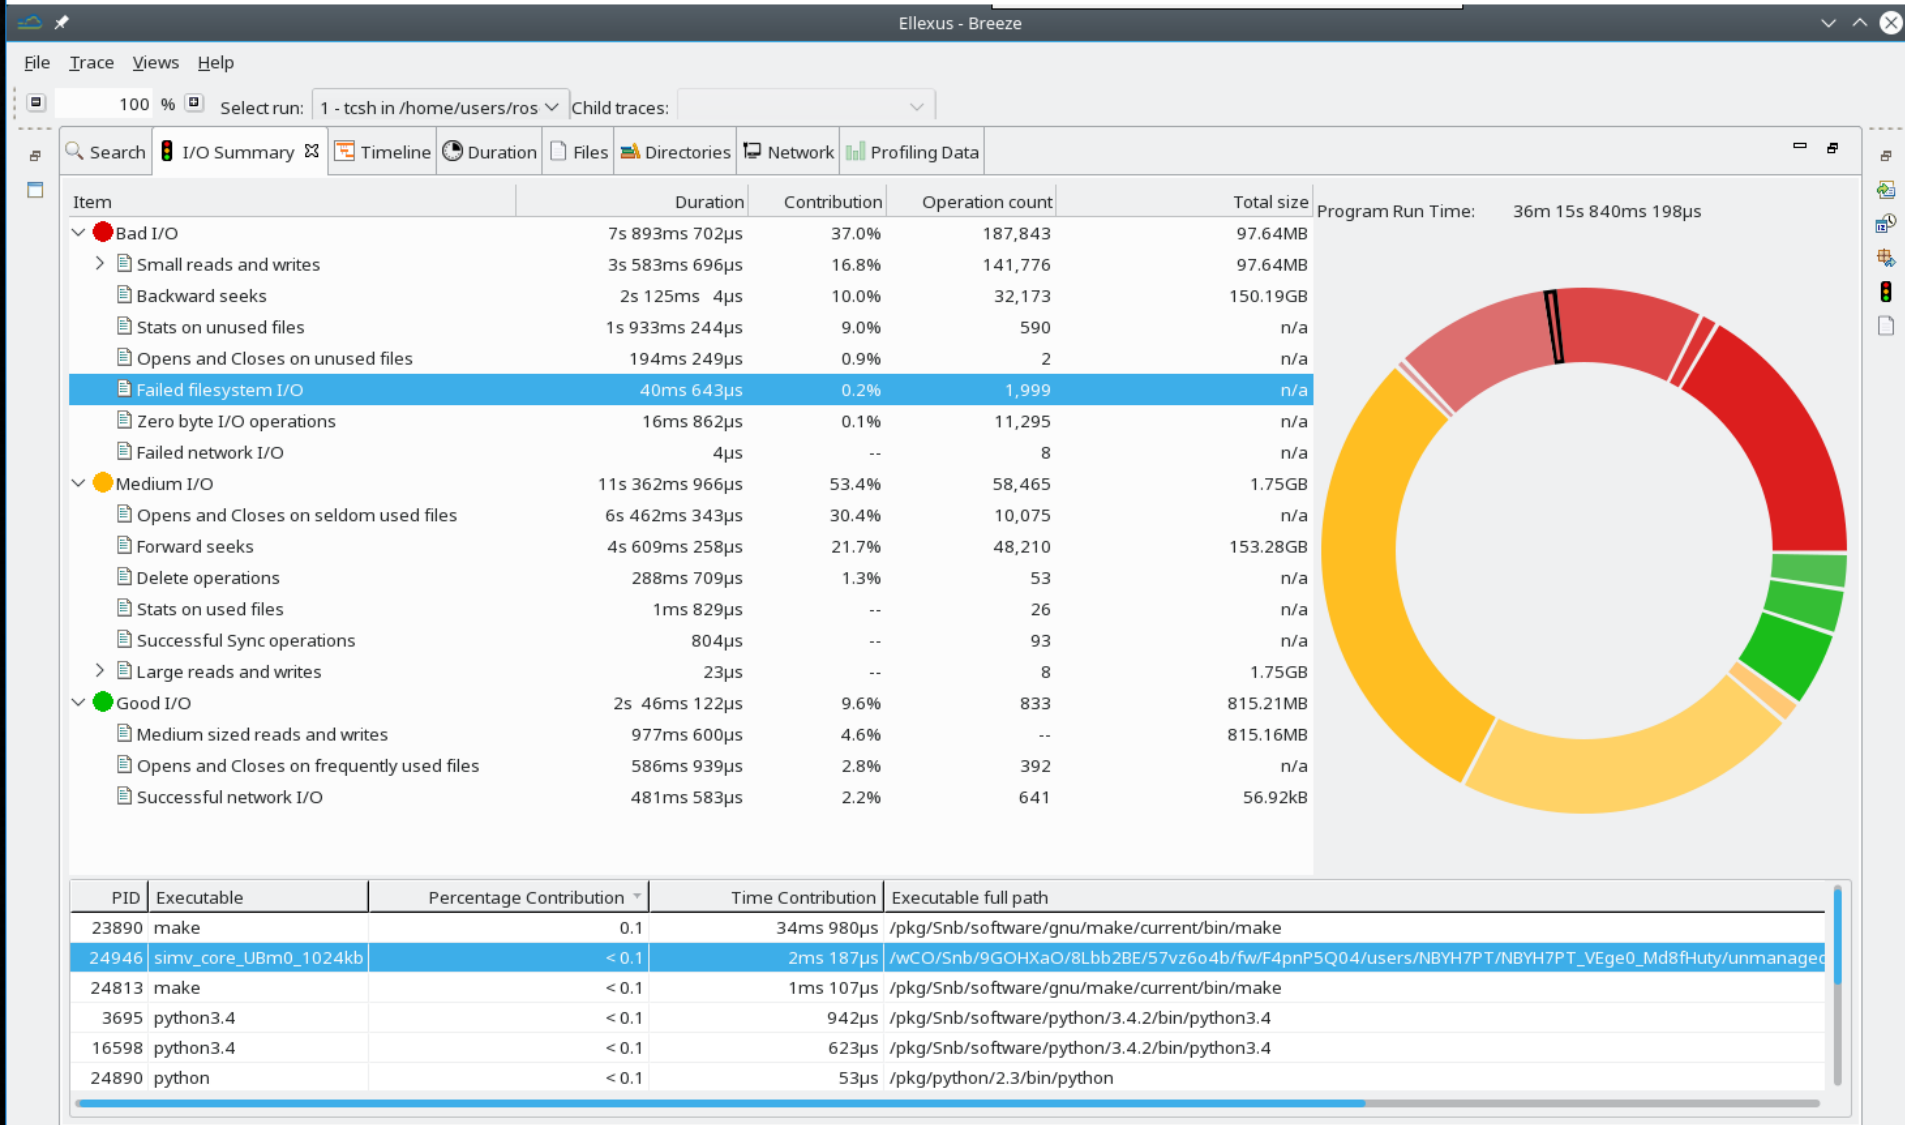 Ellexus - Breeze
File Trace Views Help
100 % Select run: 1 - tcsh in /home/users/ros Child traces:
Search I/O Summary Timeline Duration Files Directories Network Profiling Data
Item Duration Contribution Operation count Total size
Program Run Time: 36m 15s 840ms 198µs
Bad I/O 7s 893ms 702µs 37.0% 187,843 97.64MB
Small reads and writes 3s 583ms 696µs 16.8% 141,776 97.64MB
Backward seeks 2s 125ms 4µs 10.0% 32,173 150.19GB
Stats on unused files 1s 933ms 244µs 9.0% 590 n/a
Opens and Closes on unused files 194ms 249µs 0.9% 2 n/a
Failed filesystem I/O 40ms 643µs 0.2% 1,999 n/a
Zero byte I/O operations 16ms 862µs 0.1% 11,295 n/a
Failed network I/O 4µs -- 8 n/a
Medium I/O 11s 362ms 966µs 53.4% 58,465 1.75GB
Opens and Closes on seldom used files 6s 462ms 343µs 30.4% 10,075 n/a
Forward seeks 4s 609ms 258µs 21.7% 48,210 153.28GB
Delete operations 288ms 709µs 1.3% 53 n/a
Stats on used files 1ms 829µs -- 26 n/a
Successful Sync operations 804µs -- 93 n/a
Large reads and writes 23µs -- 8 1.75GB
Good I/O 2s 46ms 122µs 9.6% 833 815.21MB
Medium sized reads and writes 977ms 600µs 4.6% -- 815.16MB
Opens and Closes on frequently used files 586ms 939µs 2.8% 392 n/a
Successful network I/O 481ms 583µs 2.2% 641 56.92kB
PID Executable Percentage Contribution Time Contribution Executable full path
23890 make 0.1 34ms 980µs /pkg/Snb/software/gnu/make/current/bin/make
24946 simv_core_UBm0_1024kb < 0.1 2ms 187µs /wCO/Snb/9GOHXaO/8Lbb2BE/57vz6o4b/fw/F4pnP5Q04/users/NBYH7PT/NBYH7PT_VEge0_Md8fHuty/unmanaged
24813 make < 0.1 1ms 107µs /pkg/Snb/software/gnu/make/current/bin/make
3695 python3.4 < 0.1 942µs /pkg/Snb/software/python/3.4.2/bin/python3.4
16598 python3.4 < 0.1 623µs /pkg/Snb/software/python/3.4.2/bin/python3.4
24890 python < 0.1 53µs /pkg/python/2.3/bin/python